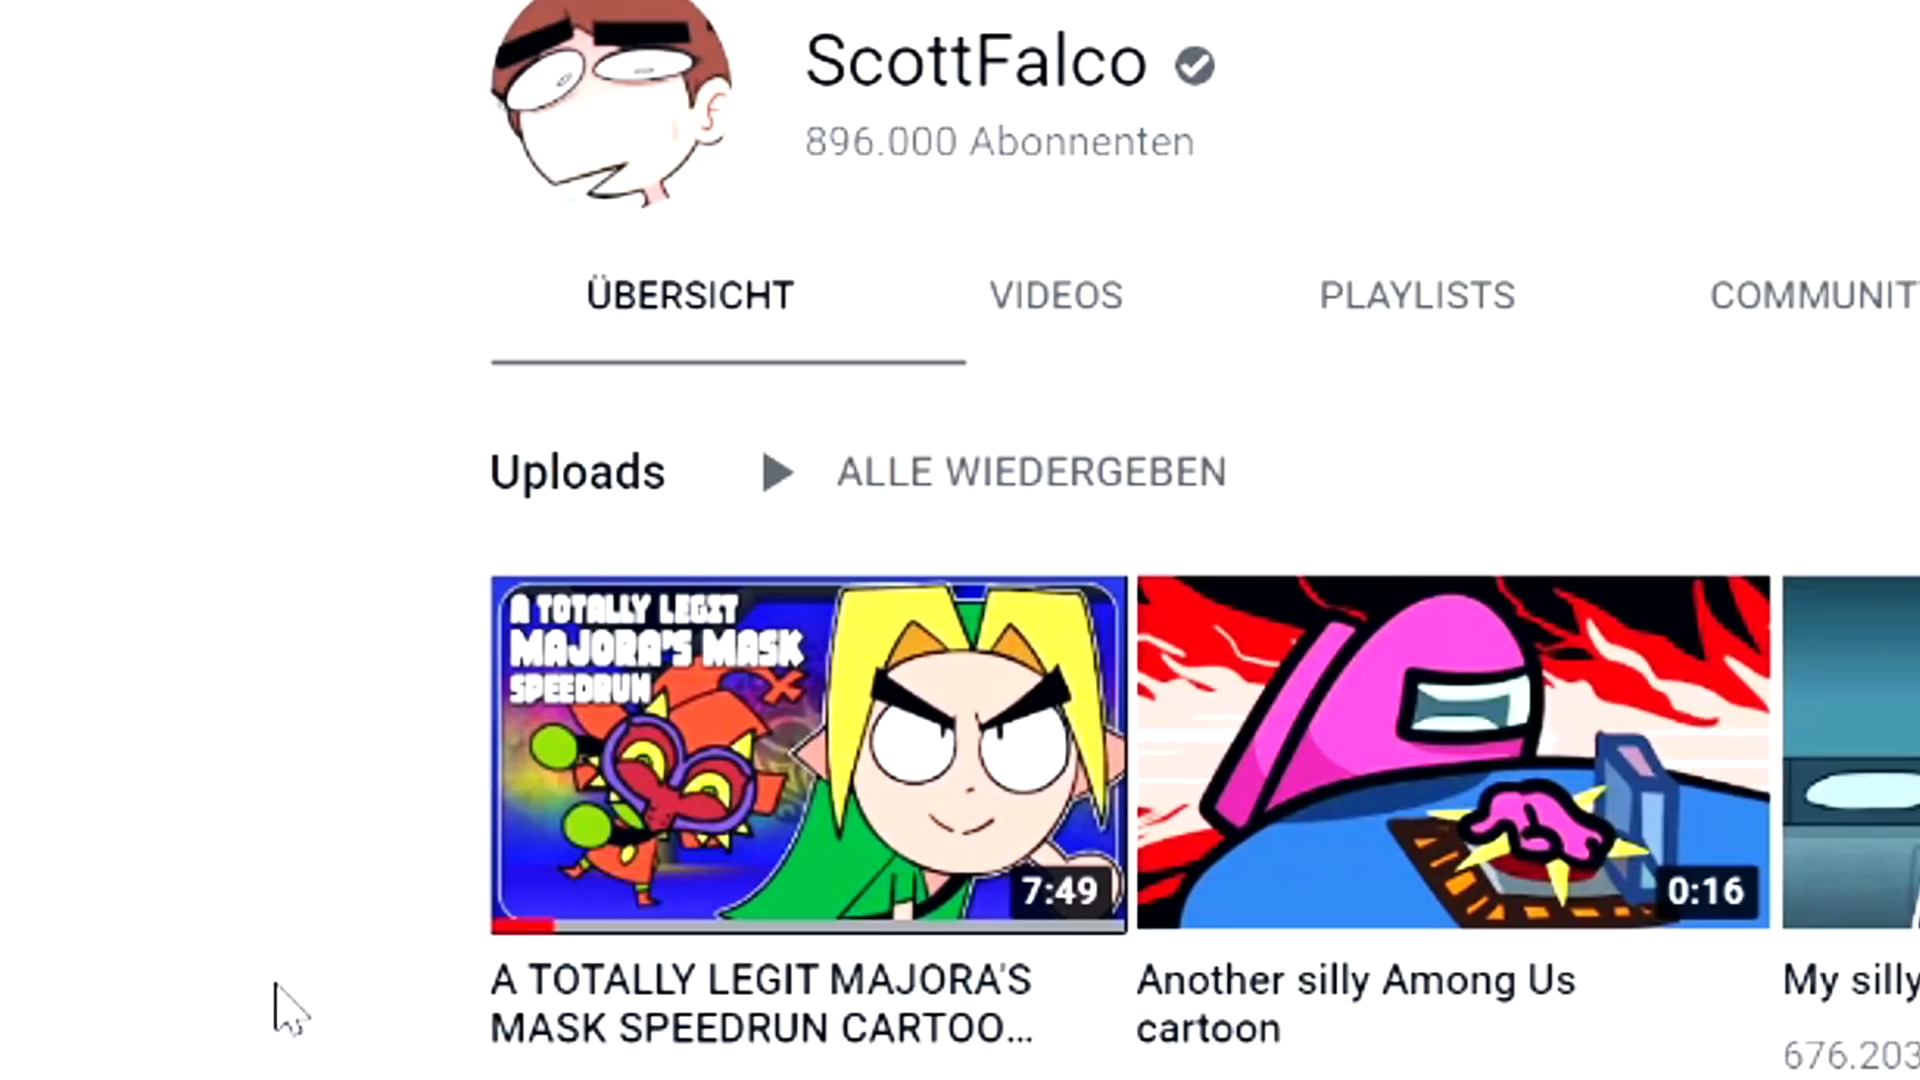 ScottFalco
896.000 Abonnenten
ÜBERSICHT
VIDEOS
PLAYLISTS
COMMUNIT
Uploads
ALLE WIEDERGEBEN
A TOTALLY LEGIT
MAJORA'S MASK
SPEEDRUN
7:49
0:16
A TOTALLY LEGIT MAJORA'S
MASK SPEEDRUN CARTOO...
Another silly Among Us
cartoon
My silly
676.203